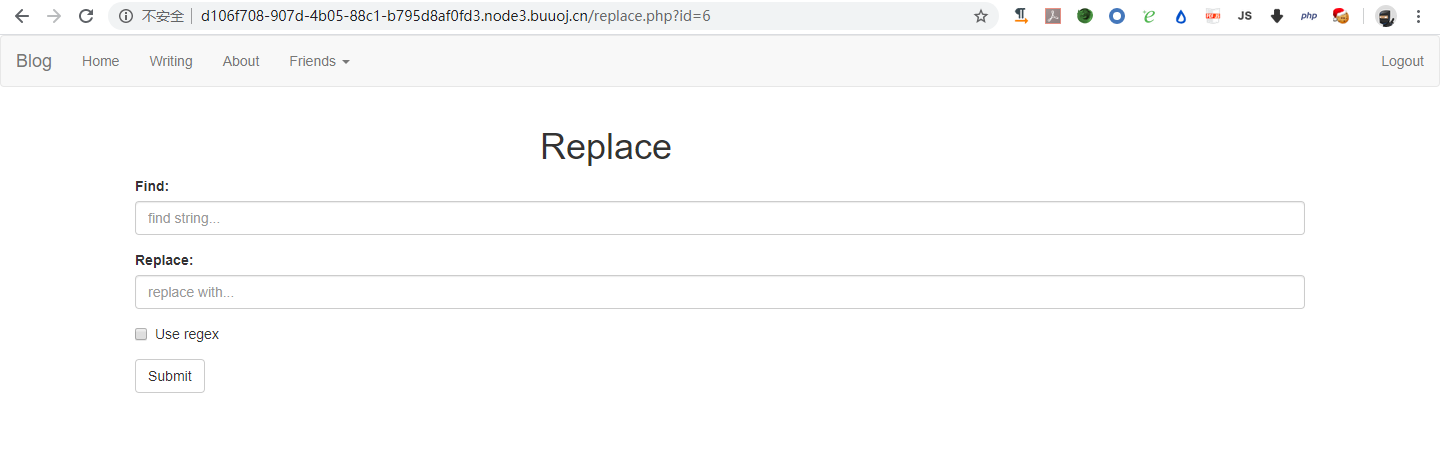 不安全 d106f708-907d-4b05-88c1-b795d8af0fd3.node3.buuoj.cn/replace.php?id=6 JS php
Blog Home Writing About Friends Logout
Replace
Find:
find string...
Replace:
replace with...
Use regex
Submit